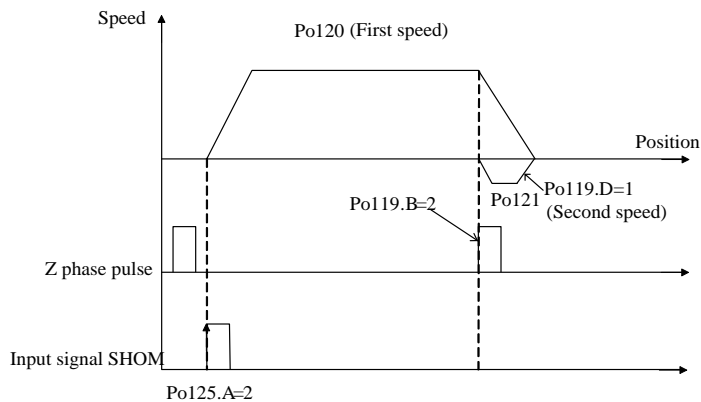 Speed
Po120 (First speed)
Position
Po121
Po119.D=1
(Second speed)
Po119.B=2
Z phase pulse
Input signal SHOM
Po125.A=2